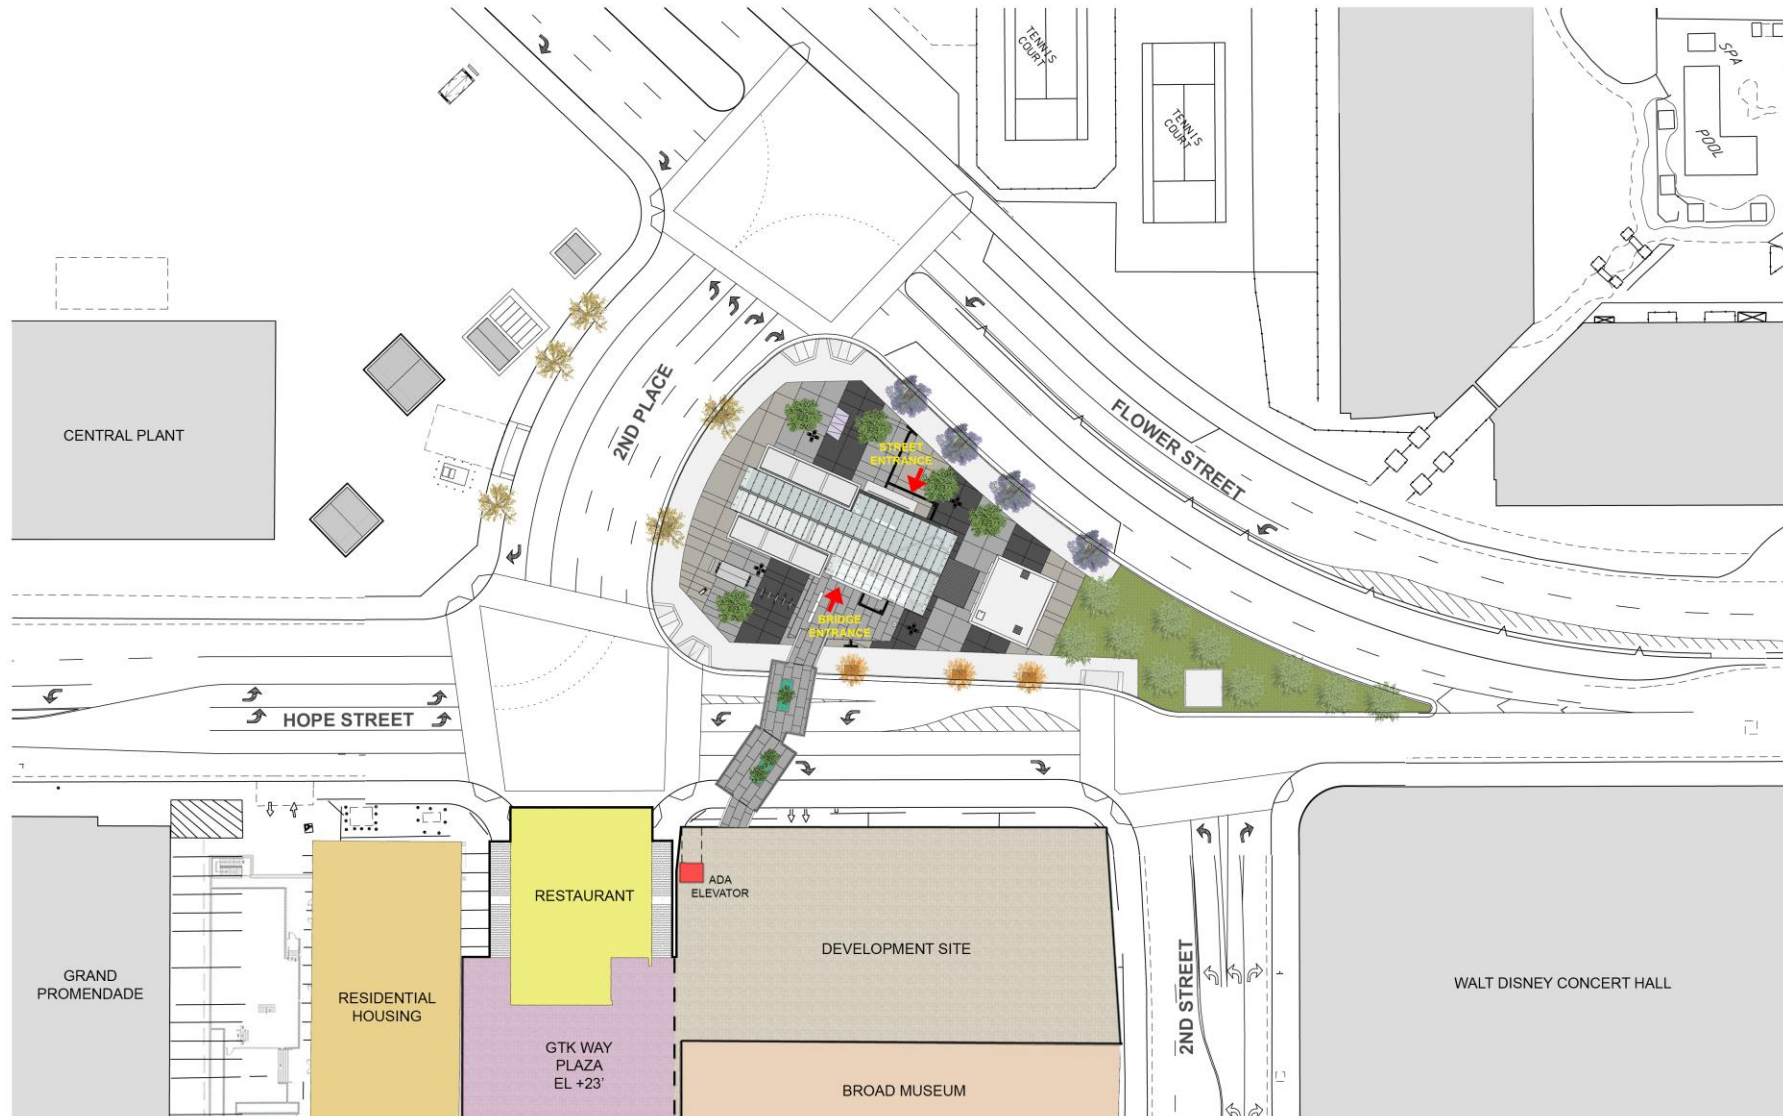 TENNIS
COURT
TENNIS
COURT
SPA
POOL
2ND PLACE
FLOWER STREET
CENTRAL PLANT
STREET
ENTRANCE
BRIDGE
ENTRANCE
HOPE STREET
ADA
ELEVATOR
RESTAURANT
DEVELOPMENT SITE
GRAND
PROMENDADE
RESIDENTIAL
HOUSING
2ND STREET
WALT DISNEY CONCERT HALL
GTK WAY
PLAZA
EL +23'
BROAD MUSEUM